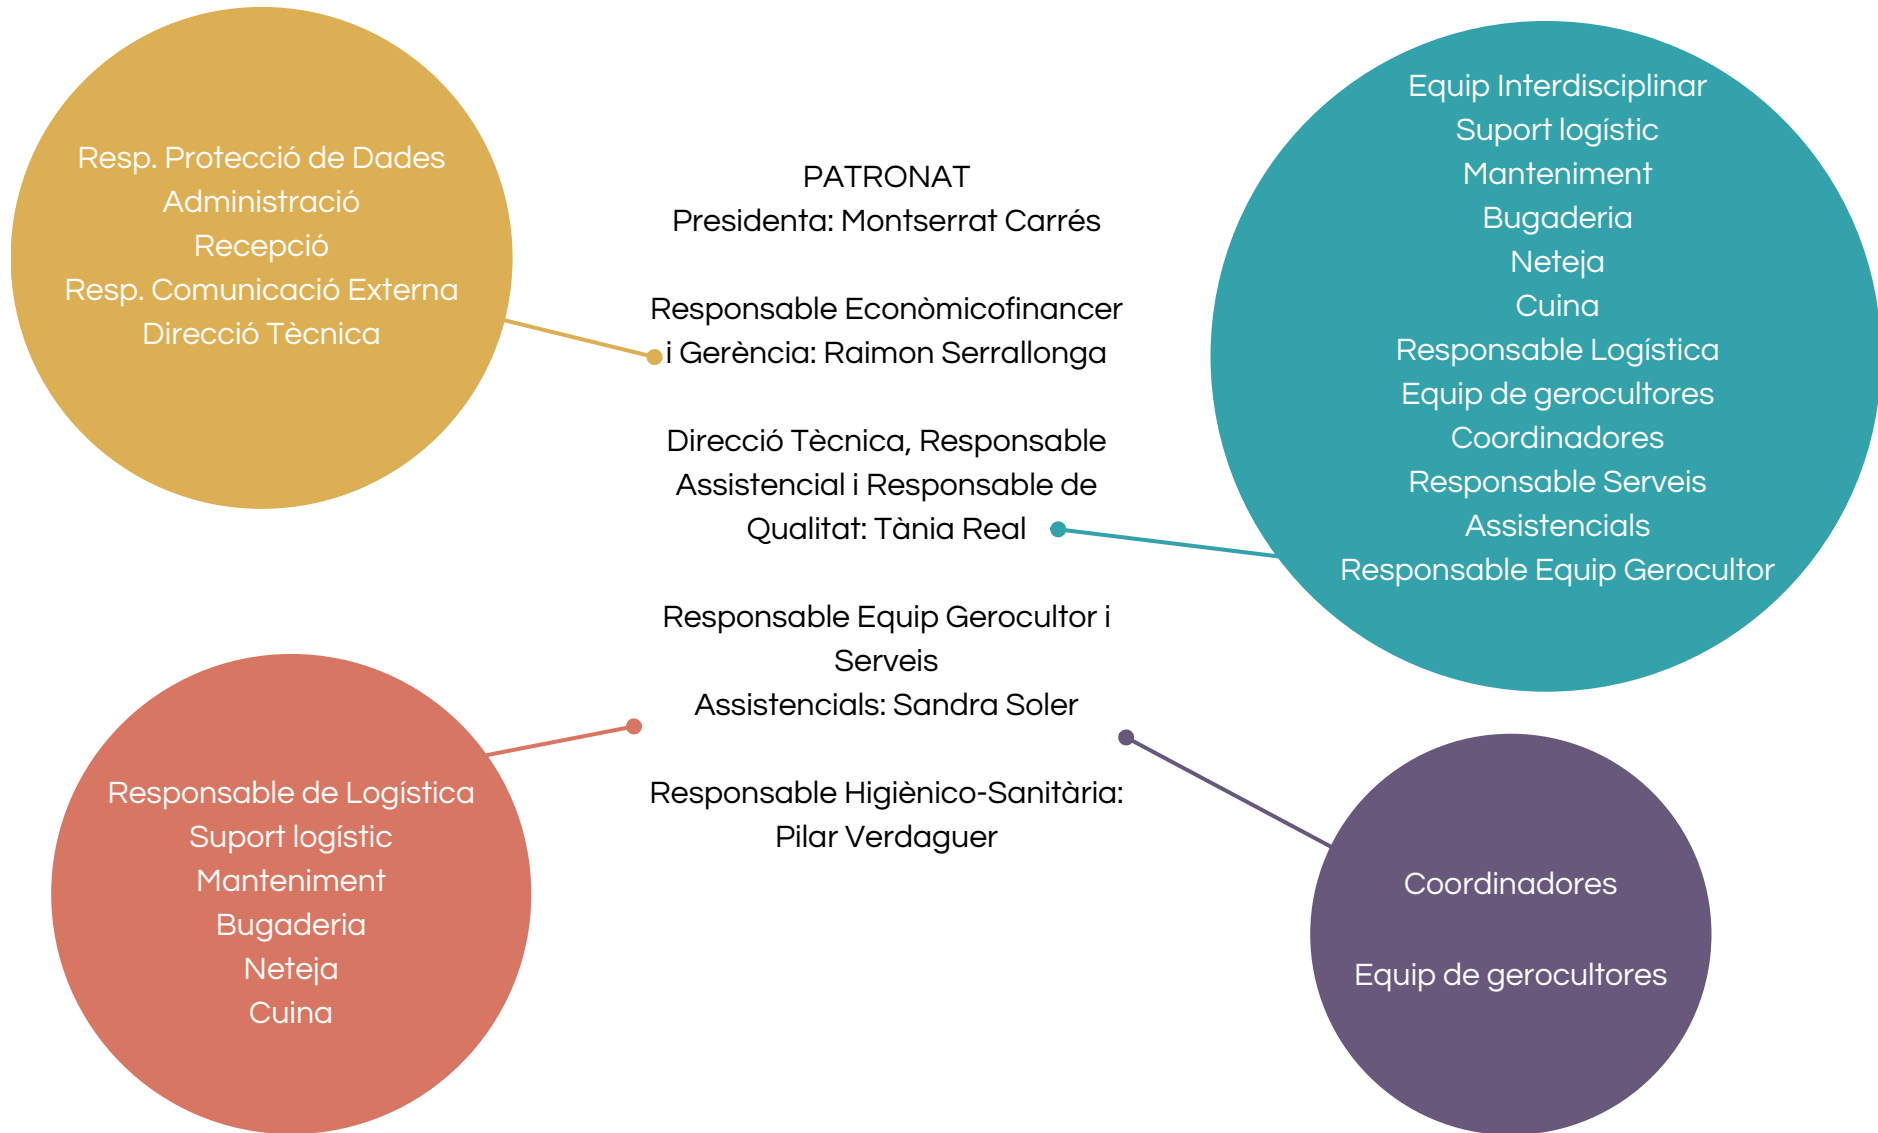 Resp. Protecció de Dades
Administració
Recepció
Resp. Comunicació Externa
Direcció Tècnica
PATRONAT
Presidenta: Montserrat Carrés
Responsable Econòmicofinancer
i Gerència: Raimon Serrallonga
Direcció Tècnica, Responsable
Assistencial i Responsable de
Qualitat: Tània Real
Responsable Equip Gerocultor i
Serveis
Assistencials: Sandra Soler
Responsable Higiènico-Sanitària:
Pilar Verdaguer
Equip Interdisciplinar
Suport logístic
Manteniment
Bugaderia
Neteja
Cuina
Responsable Logística
Equip de gerocultores
Coordinadores
Responsable Serveis
Assistencials
Responsable Equip Gerocultor
Responsable de Logística
Suport logístic
Manteniment
Bugaderia
Neteja
Cuina
Coordinadores
Equip de gerocultores